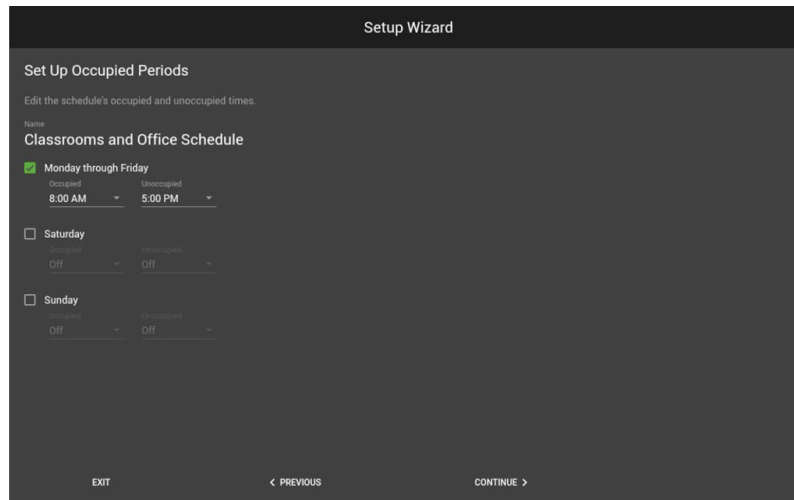 Setup Wizard
Set Up Occupied Periods
Edit the schedule's occupied and unoccupied times.
Name
Classrooms and Office Schedule
Monday through Friday
Occupied Unoccupied
8:00 AM 5:00 PM
Saturday
Occupied Unoccupied
Off Off
Sunday
Occupied Unoccupied
Off Off
EXIT < PREVIOUS CONTINUE >